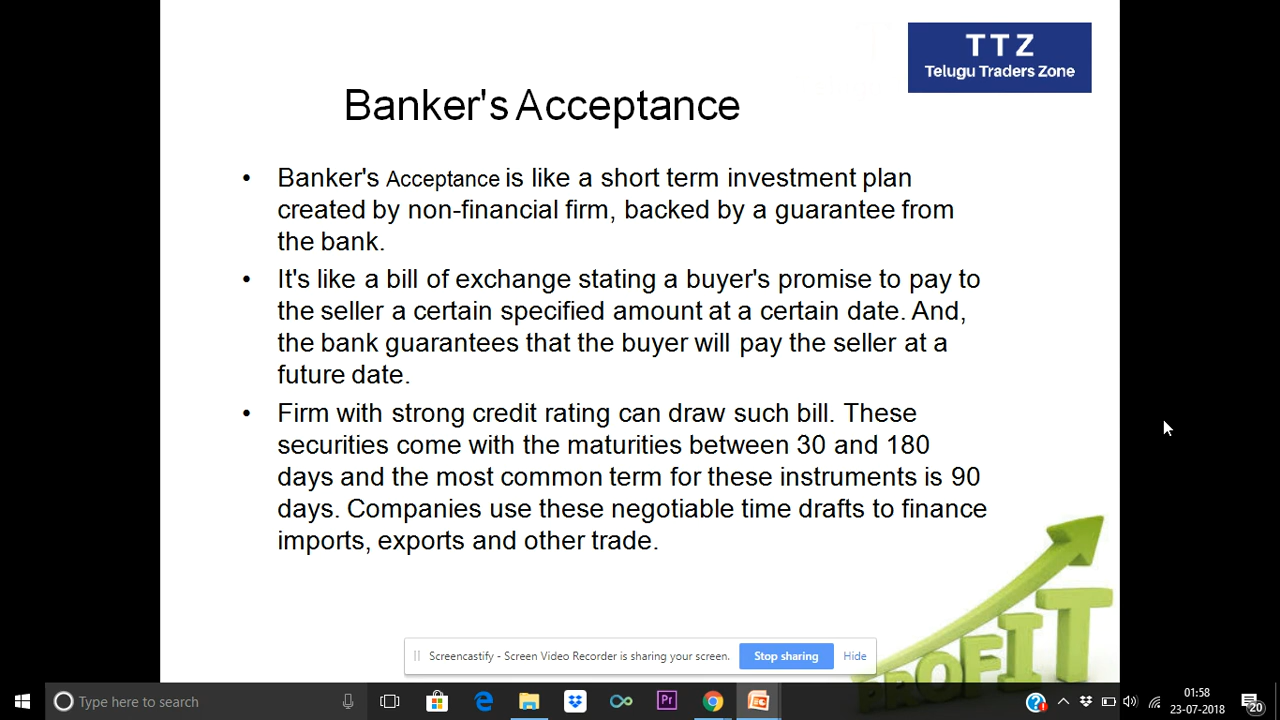 T T Z
Telugu Traders Zone
Banker's Acceptance
• Banker's Acceptance is like a short term investment plan
created by non-financial firm, backed by a guarantee from
the bank.
• It's like a bill of exchange stating a buyer's promise to pay to
the seller a certain specified amount at a certain date. And,
the bank guarantees that the buyer will pay the seller at a
future date.
• Firm with strong credit rating can draw such bill. These
securities come with the maturities between 30 and 180
days and the most common term for these instruments is 90
days. Companies use these negotiable time drafts to finance
imports, exports and other trade.
PROFIT
Screencastify - Screen Video Recorder is sharing your screen. Stop sharing Hide
Type here to search
Pr
01:58
23-07-2018
20